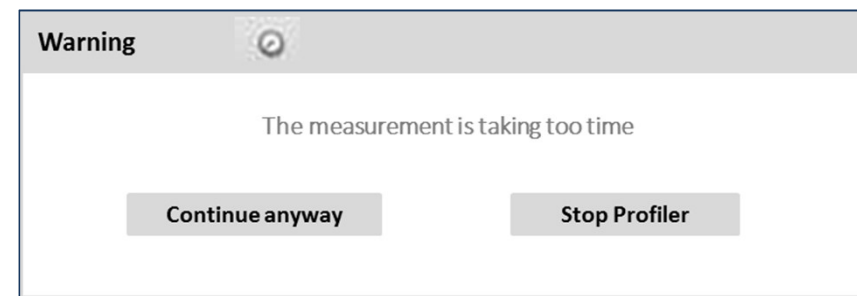 Warning
The measurement is taking too time
Continue anyway
Stop Profiler